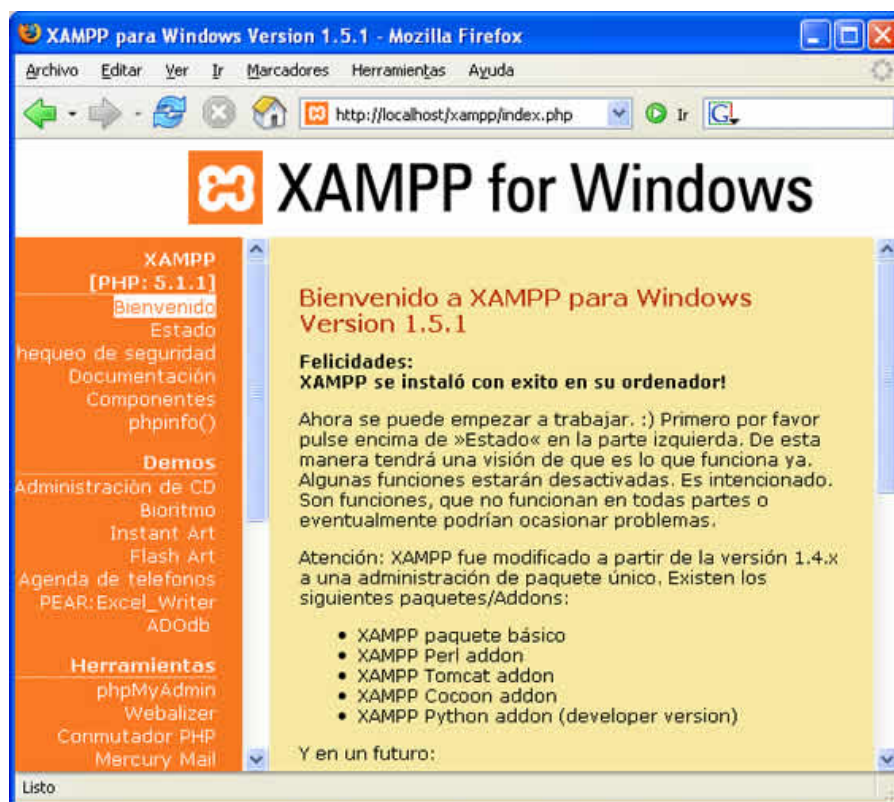 XAMPP para Windows Version 1.5.1 - Mozilla Firefox
Archivo Editar Ver Ir Marcadores Herramientas Ayuda
http://localhost/xampp/index.php Ir G
XAMPP for Windows
XAMPP
[PHP: 5.1.1]
Bienvenido
Estado
hequeo de seguridad
Documentación
Componentes
phpinfo()
Demos
Administración de CD
Bioritmo
Instant Art
Flash Art
Agenda de telefonos
PEAR:Excel_Writer
ADOdb
Herramientas
phpMyAdmin
Webalizer
Conmutador PHP
Mercury Mail
Bienvenido a XAMPP para Windows
Version 1.5.1
Felicidades:
XAMPP se instaló con exito en su ordenador!
Ahora se puede empezar a trabajar. :) Primero por favor
pulse encima de »Estado« en la parte izquierda. De esta
manera tendrá una visión de que es lo que funciona ya.
Algunas funciones estarán desactivadas. Es intencionado.
Son funciones, que no funcionan en todas partes o
eventualmente podrían ocasionar problemas.
Atención: XAMPP fue modificado a partir de la versión 1.4.x
a una administración de paquete único. Existen los
siguientes paquetes/Addons:
• XAMPP paquete básico
• XAMPP Perl addon
• XAMPP Tomcat addon
• XAMPP Cocoon addon
• XAMPP Python addon (developer version)
Y en un futuro:
Listo